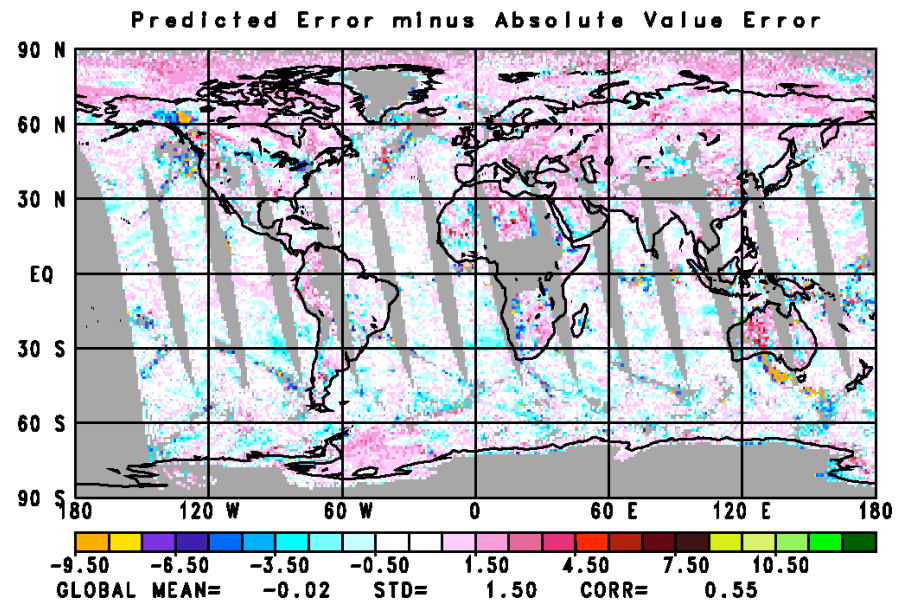 Predicted Error minus Absolute Value Error
90 N
60 N
30 N
EQ
30 S
60 S
90 S
180 120 W 60 W 0 60 E 120 E 180
-9.50 -6.50 -3.50 -0.50 1.50 4.50 7.50 10.50
GLOBAL MEAN= -0.02 STD= 1.50 CORR= 0.55